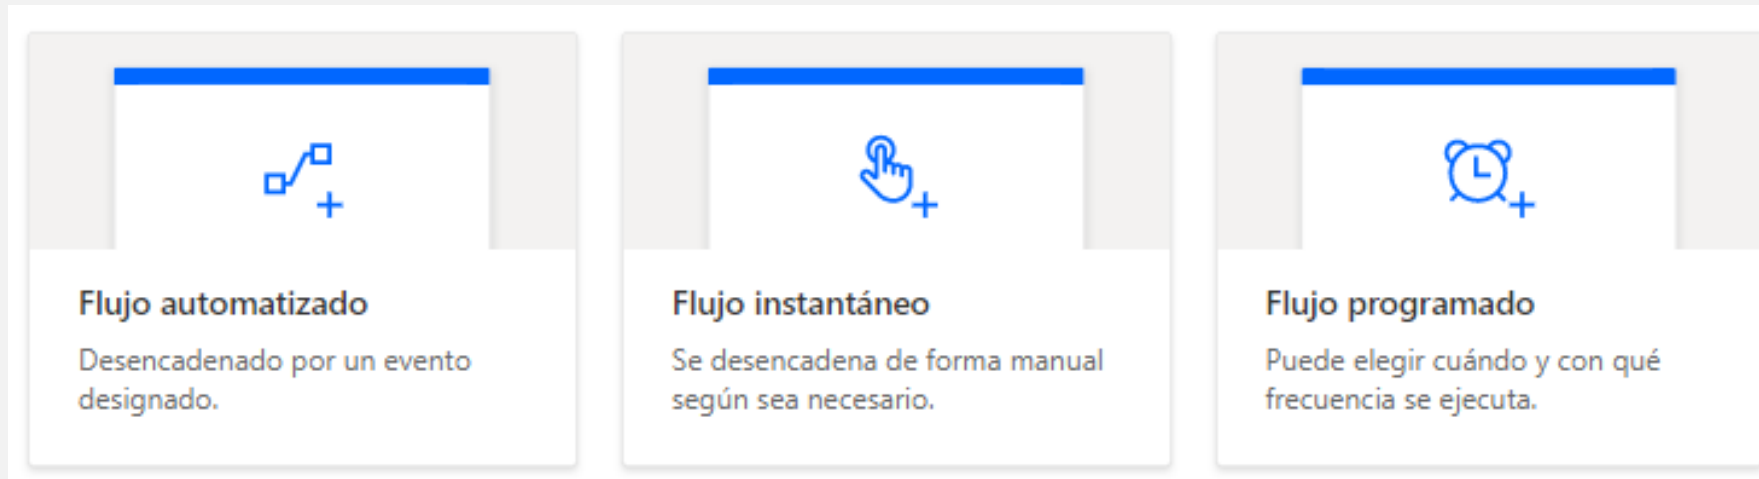 Flujo automatizado
Desencadenado por un evento
designado.
Flujo instantáneo
Se desencadena de forma manual
según sea necesario.
Flujo programado
Puede elegir cuándo y con qué
frecuencia se ejecuta.